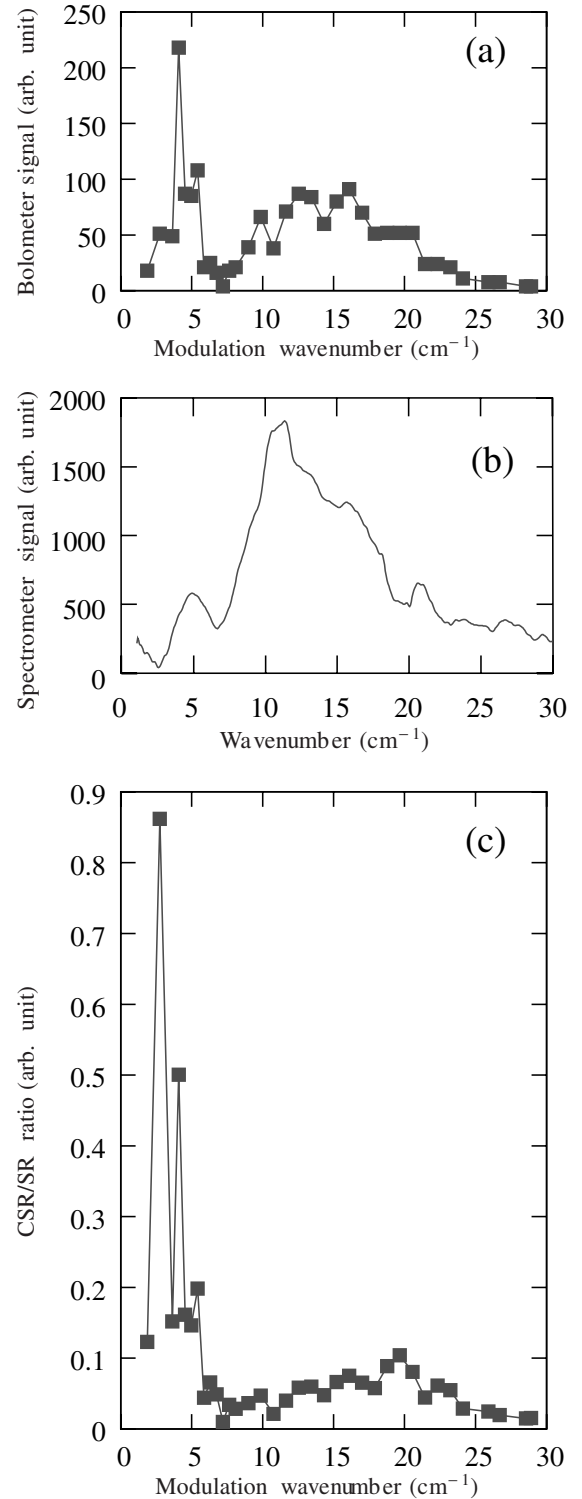 (a)
Bolometer signal (arb. unit)
250
200
150
100
50
0
0 5 10 15 20 25 30
Modulation wavenumber (cm⁻¹)
(b)
Spectrometer signal (arb. unit)
2000
1500
1000
500
0
0 5 10 15 20 25 30
Wavenumber (cm⁻¹)
(c)
CSR/SR ratio (arb. unit)
0.9
0.8
0.7
0.6
0.5
0.4
0.3
0.2
0.1
0
0 5 10 15 20 25 30
Modulation wavenumber (cm⁻¹)